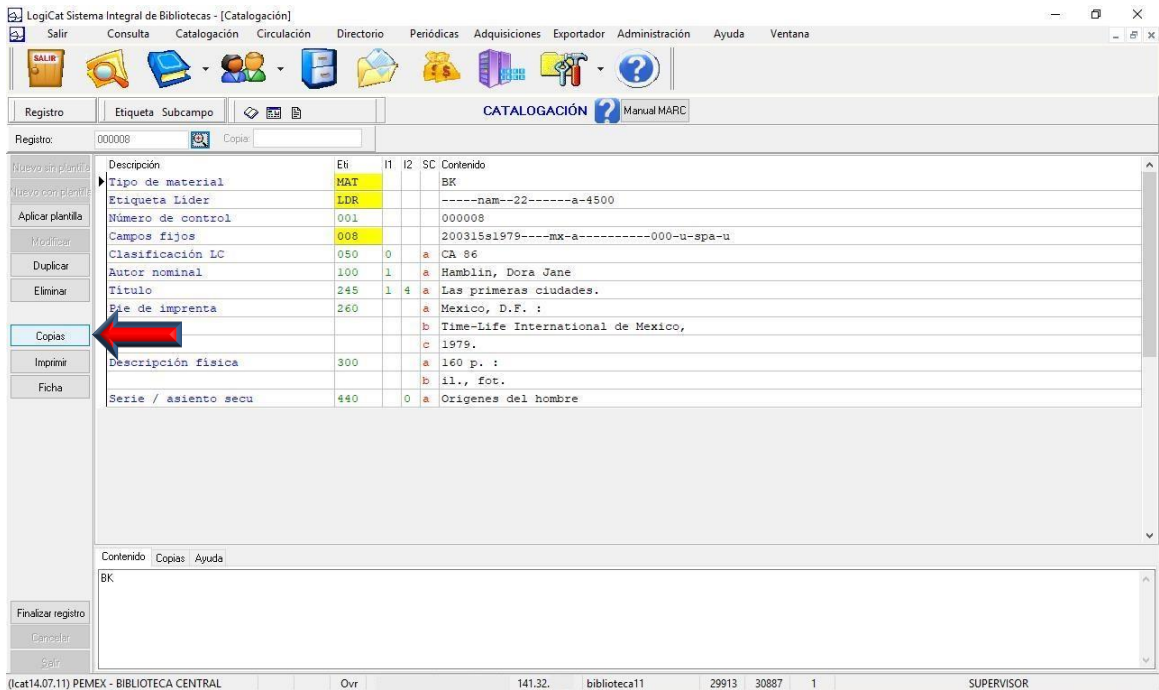 LogiCat Sistema Integral de Bibliotecas - [Catalogación]
Salir Consulta Catalogación Circulación Directorio Periódicas Adquisiciones Exportador Administración Ayuda Ventana
SALIR
Registro Etiqueta Subcampo CATALOGACIÓN Manual MARC
Registro: 000008 Copia:
Nuevo sin plantilla
Nuevo con plantilla
Aplicar plantilla
Modificar
Duplicar
Eliminar
Copias
Imprimir
Ficha
Descripción Eti I1 I2 SC Contenido
Tipo de material MAT BK
Etiqueta Lider LDR -----nam--22------a-4500
Número de control 001 000008
Campos fijos 008 200315s1979----mx-a----------000-u-spa-u
Clasificación LC 050 0 a CA 86
Autor nominal 100 1 a Hamblin, Dora Jane
Título 245 1 4 a Las primeras ciudades.
Pie de imprenta 260 a Mexico, D.F. :
b Time-Life International de Mexico,
c 1979.
Descripción física 300 a 160 p. :
b il., fot.
Serie / asiento secu 440 0 a Origenes del hombre
Contenido Copias Ayuda
BK
Finalizar registro
Cancelar
Salir
(lcat14.07.11) PEMEX - BIBLIOTECA CENTRAL Ovr 141.32. biblioteca11 29913 30887 1 SUPERVISOR